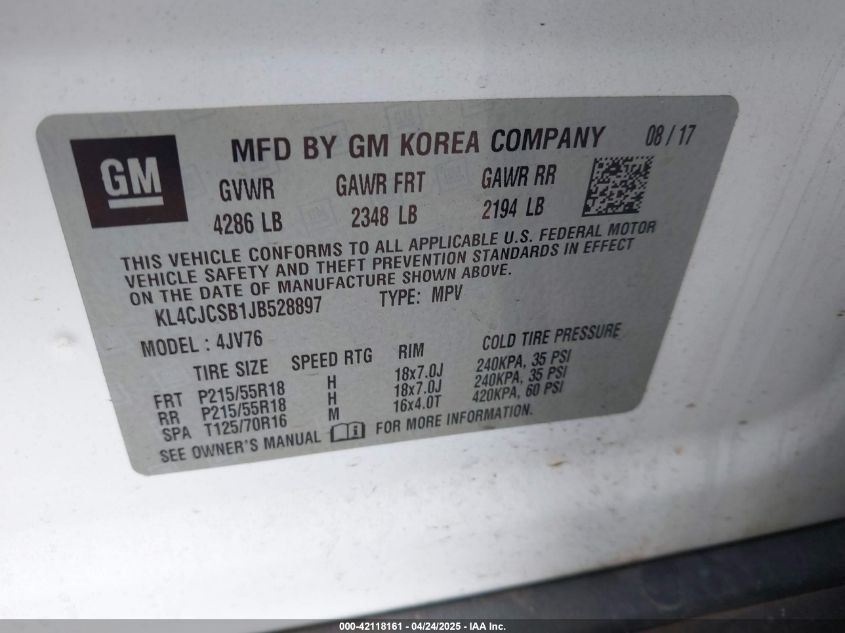 GM
MFD BY GM KOREA COMPANY 08 / 17
GVWR GAWR FRT GAWR RR
4286 LB 2348 LB 2194 LB
THIS VEHICLE CONFORMS TO ALL APPLICABLE U.S. FEDERAL MOTOR
VEHICLE SAFETY AND THEFT PREVENTION STANDARDS IN EFFECT
ON THE DATE OF MANUFACTURE SHOWN ABOVE.
KL4CJCSB1JB528897 TYPE: MPV
MODEL : 4JV76
TIRE SIZE SPEED RTG RIM COLD TIRE PRESSURE
FRT P215/55R18 H 18x7.0J 240KPA, 35 PSI
RR P215/55R18 H 18x7.0J 240KPA, 35 PSI
SPA T125/70R16 M 16x4.0T 420KPA, 60 PSI
SEE OWNER'S MANUAL FOR MORE INFORMATION.
000-42118161 - 04/24/2025 - IAA Inc.